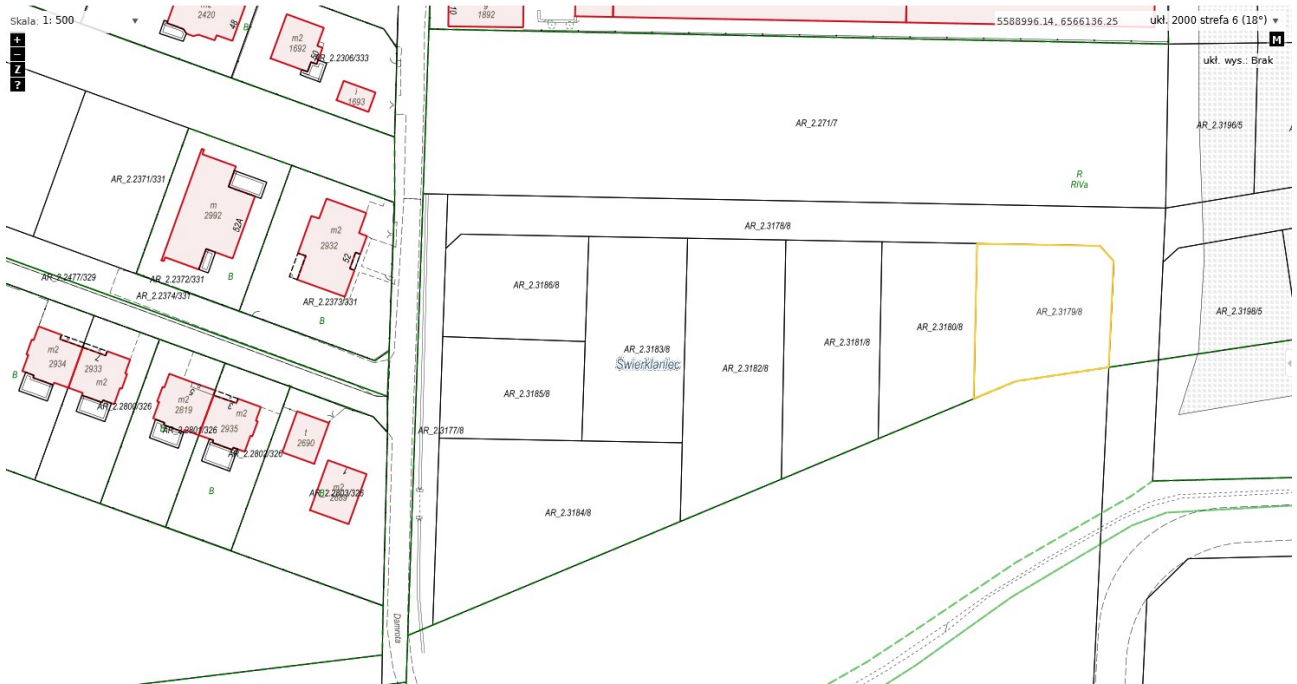 Skala: 1: 500
5588996.14, 6566136.25
ukł. 2000 strefa 6 (18°)
M
ukł. wys.: Brak
+
−
Z
?
m2
2420
48
B
m2
1692
50
AR_2.2306/333
i
1693
g
1892
10
AR_2.271/7
AR_2.3196/5
R
RIVa
AR_2.2371/331
m
2992
52A
m2
2932
52
AR_2.3178/8
AR_2.2477/329
AR_2.2372/331
B
AR_2.2374/331
AR_2.2373/331
B
AR_2.3186/8
AR_2.3183/8
Świerklaniec
AR_2.3182/8
AR_2.3181/8
AR_2.3180/8
AR_2.3179/8
AR_2.3198/5
m2
2934
2933
m2
B
AR_2.2800/326
m2
2819
m2
2935
AR_2.2801/326
AR_2.2802/326
t
2690
m2
AR_2.2803/326
B
AR_2.3185/8
AR_2.3177/8
AR_2.3184/8
Damrota